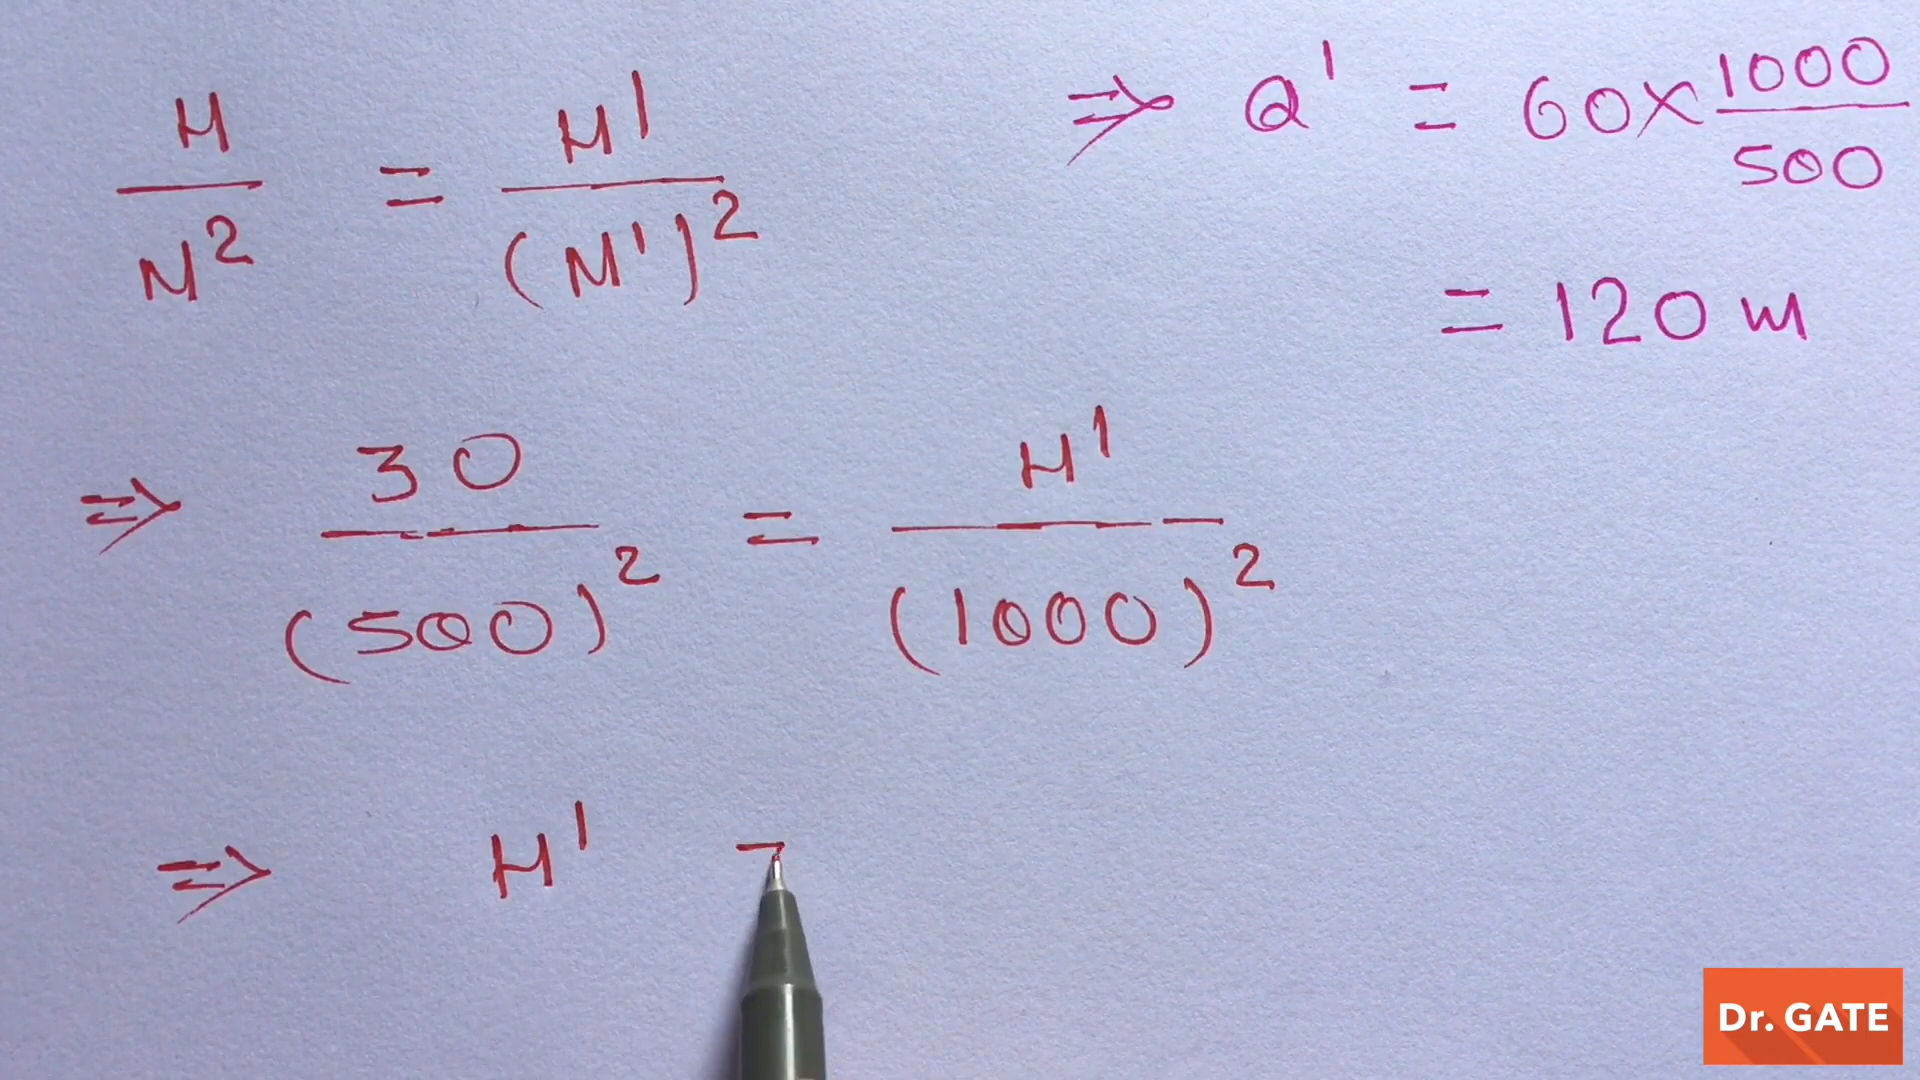 H/N² = H'/(N')²
⇒ 30/(500)² = H'/(1000)²
⇒ H' =
⇒ Q' = 60 × 1000/500
= 120 m
Dr. GATE